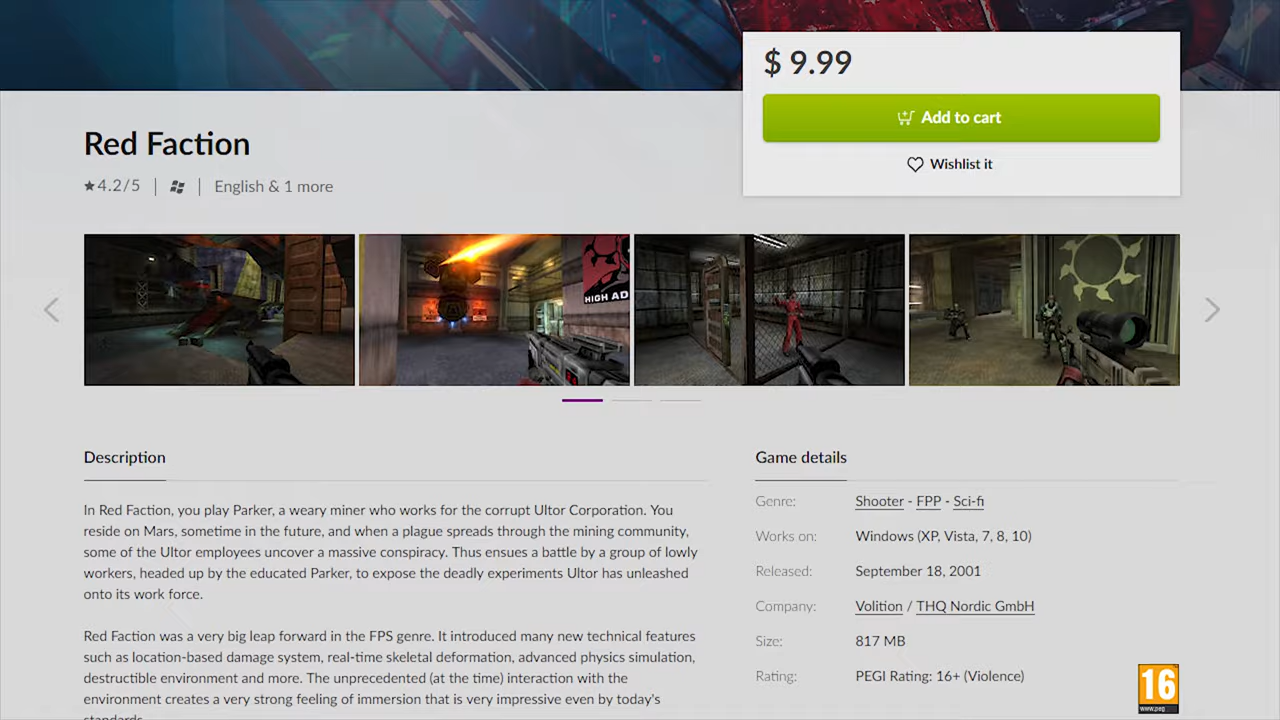 $ 9.99
Add to cart
Wishlist it
Red Faction
4.2/5
English & 1 more
HIGH AD
Description
In Red Faction, you play Parker, a weary miner who works for the corrupt Ultor Corporation. You
reside on Mars, sometime in the future, and when a plague spreads through the mining community,
some of the Ultor employees uncover a massive conspiracy. Thus ensues a battle by a group of lowly
workers, headed up by the educated Parker, to expose the deadly experiments Ultor has unleashed
onto its work force.
Red Faction was a very big leap forward in the FPS genre. It introduced many new technical features
such as location-based damage system, real-time skeletal deformation, advanced physics simulation,
destructible environment and more. The unprecedented (at the time) interaction with the
environment creates a very strong feeling of immersion that is very impressive even by today's
standards.
Game details
Genre: Shooter - FPP - Sci-fi
Works on: Windows (XP, Vista, 7, 8, 10)
Released: September 18, 2001
Company: Volition / THQ Nordic GmbH
Size: 817 MB
Rating: PEGI Rating: 16+ (Violence)
16